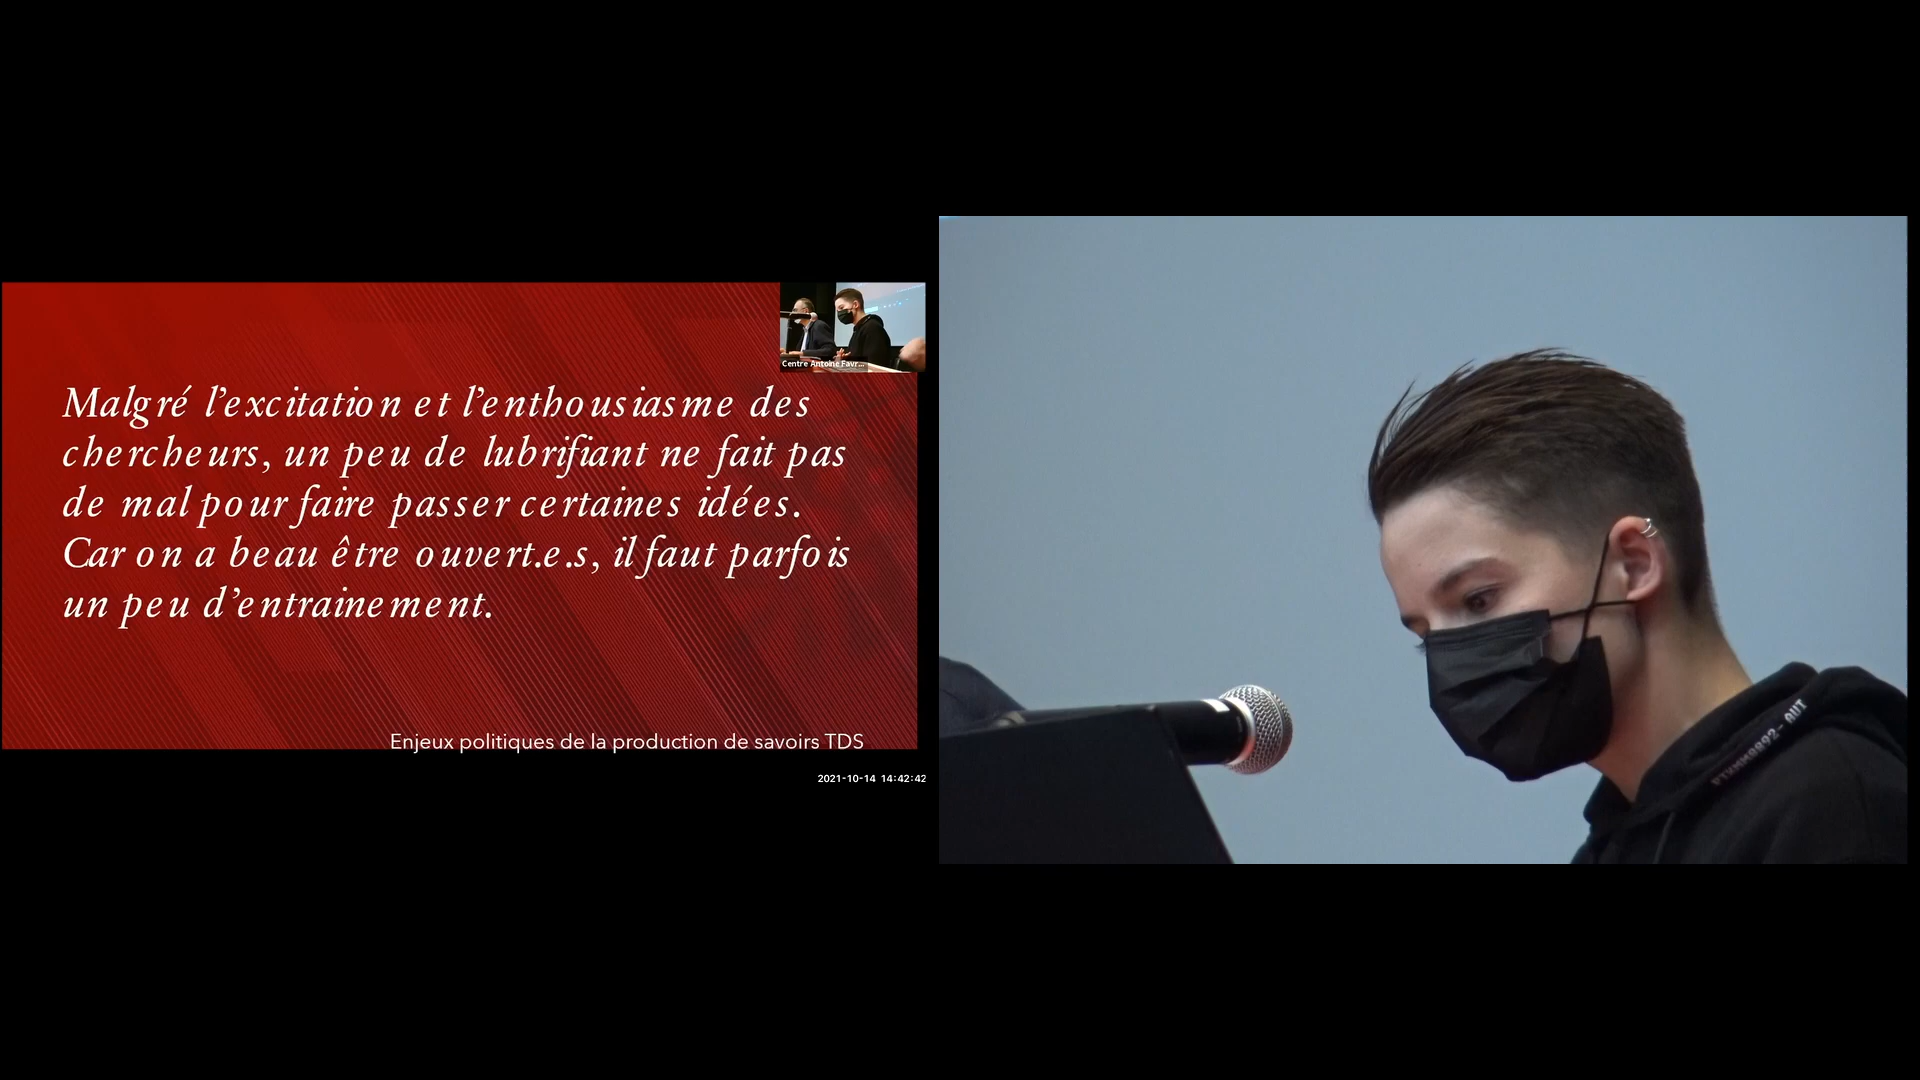 Centre Antoine Favr...
Malgré l’excitation et l’enthousiasme des
chercheurs, un peu de lubrifiant ne fait pas
de mal pour faire passer certaines idées.
Car on a beau être ouvert.e.s, il faut parfois
un peu d’entrainement.
Enjeux politiques de la production de savoirs TDS
2021-10-14 14:42:42